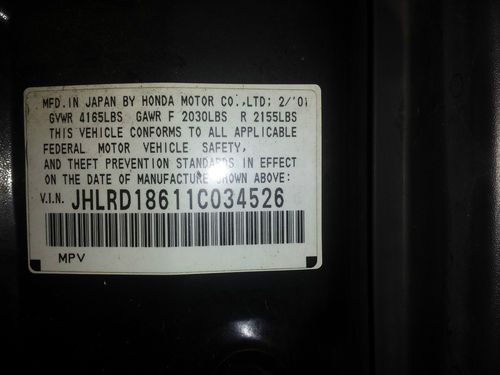 MFD.IN JAPAN BY HONDA MOTOR CO.,LTD; 2/'01
GVWR 4165LBS GAWR F 2030LBS R 2155LBS
THIS VEHICLE CONFORMS TO ALL APPLICABLE
FEDERAL MOTOR VEHICLE SAFETY,
AND THEFT PREVENTION STANDARDS IN EFFECT
ON THE DATE OF MANUFACTURE SHOWN ABOVE:
V.I.N. JHLRD18611C034526
MPV